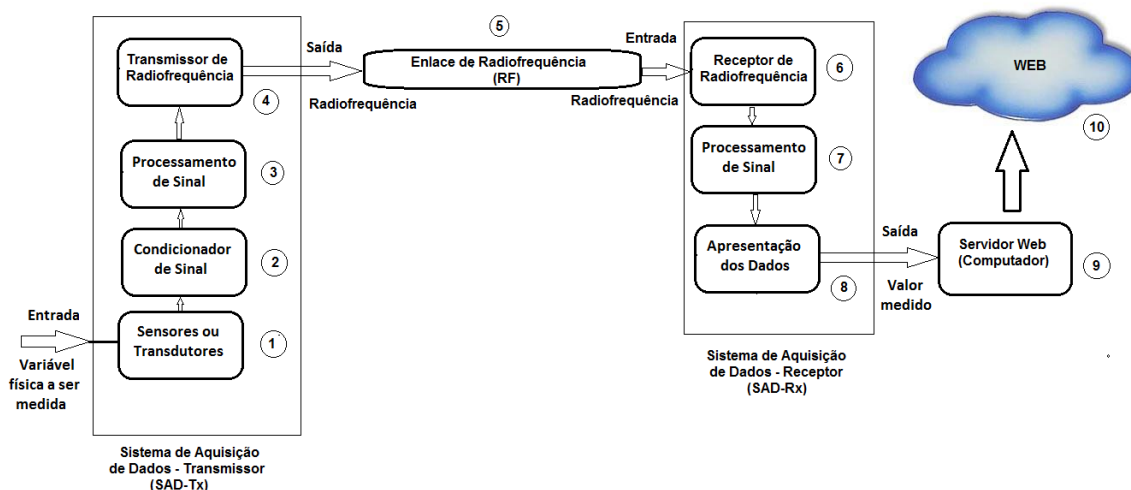 Entrada
Variável
física a ser
medida
Sensores ou
Transdutores
1
Condicionador
de Sinal
2
Processamento
de Sinal
3
Transmissor de
Radiofrequência
4
Sistema de Aquisição
de Dados - Transmissor
(SAD-Tx)
Saída
Radiofrequência
5
Enlace de Radiofrequência
(RF)
Entrada
Radiofrequência
Receptor de
Radiofrequência
6
Processamento
de Sinal
7
Apresentação
dos Dados
8
Sistema de Aquisição
de Dados - Receptor
(SAD-Rx)
Saída
Valor
medido
Servidor Web
(Computador)
9
WEB
10